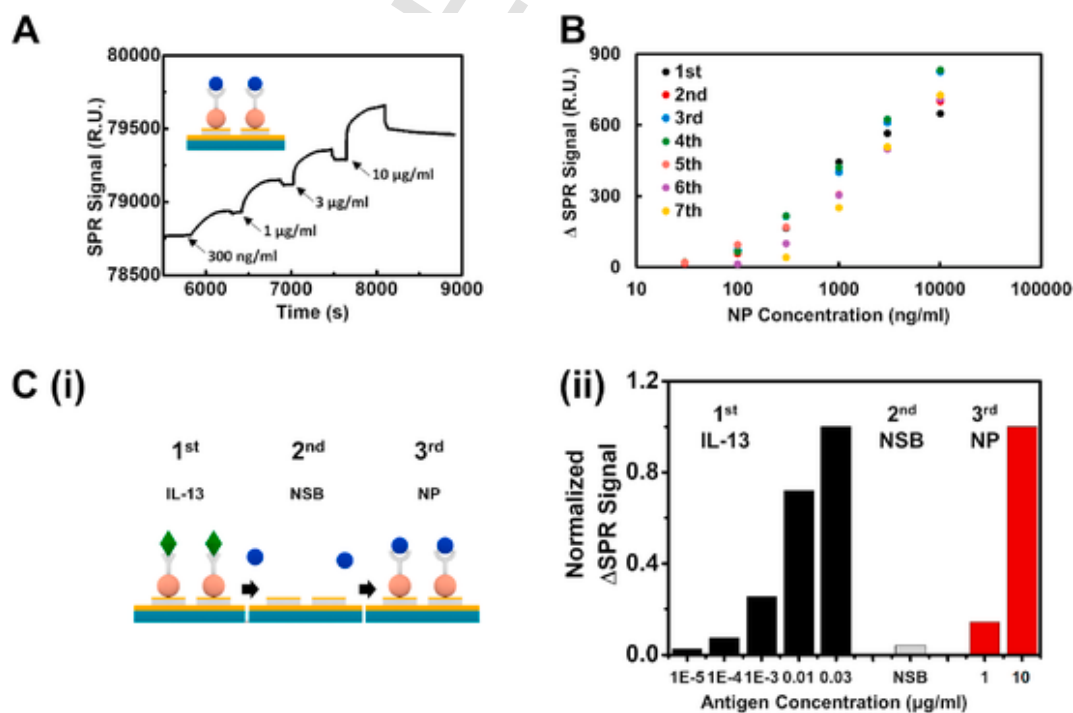 A
80000
79500
79000
78500
SPR Signal (R.U.)
300 ng/ml
1 µg/ml
3 µg/ml
10 µg/ml
6000 7000 8000 9000
Time (s)
B
900
600
300
0
Δ SPR Signal (R.U.)
1st
2nd
3rd
4th
5th
6th
7th
10 100 1000 10000 100000
NP Concentration (ng/ml)
C (i)
1st 2nd 3rd
IL-13 NSB NP
(ii)
1.2
0.8
0.4
0.0
Normalized
ΔSPR Signal
1st 2nd 3rd
IL-13 NSB NP
1E-5 1E-4 1E-3 0.01 0.03 NSB 1 10
Antigen Concentration (µg/ml)